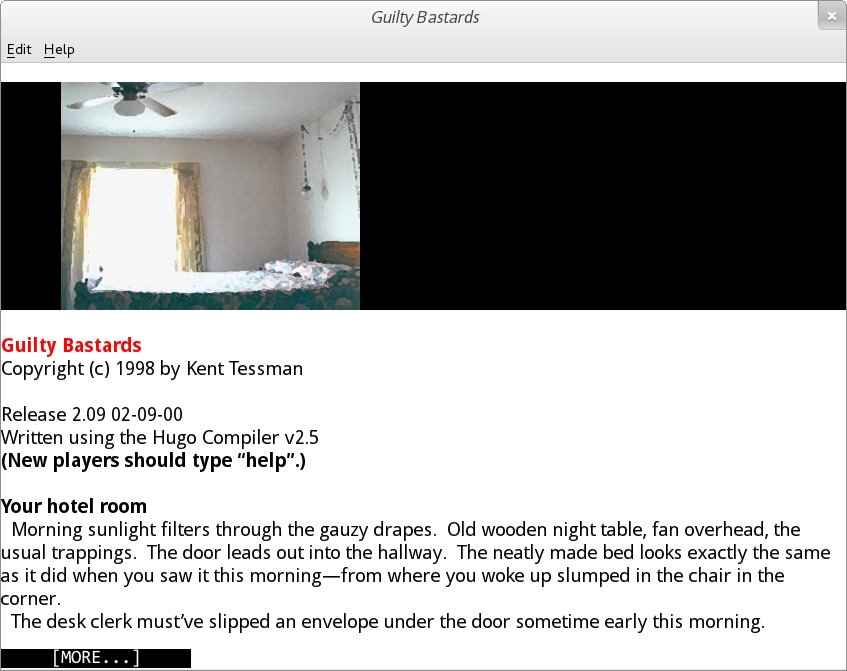 Guilty Bastards
Edit Help
Guilty Bastards
Copyright (c) 1998 by Kent Tessman
Release 2.09 02-09-00
Written using the Hugo Compiler v2.5
(New players should type "help".)
Your hotel room
Morning sunlight filters through the gauzy drapes.  Old wooden night table, fan overhead, the
usual trappings.  The door leads out into the hallway.  The neatly made bed looks exactly the same
as it did when you saw it this morning—from where you woke up slumped in the chair in the
corner.
The desk clerk must’ve slipped an envelope under the door sometime early this morning.
[MORE...]